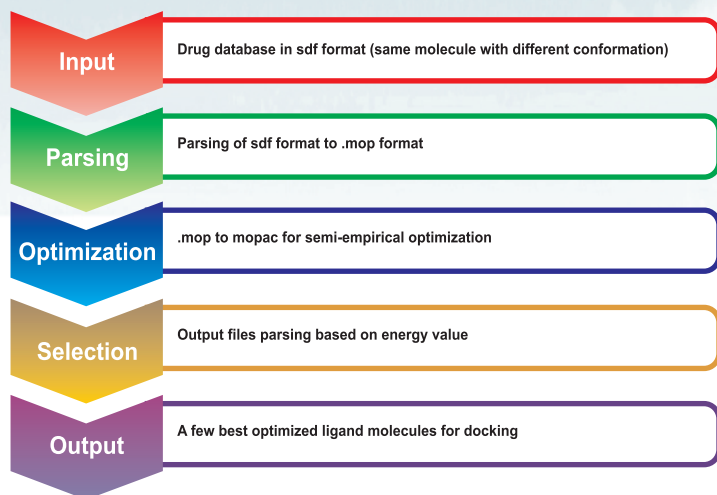 Input
Drug database in sdf format (same molecule with different conformation)
Parsing
Parsing of sdf format to .mop format
Optimization
.mop to mopac for semi-empirical optimization
Selection
Output files parsing based on energy value
Output
A few best optimized ligand molecules for docking